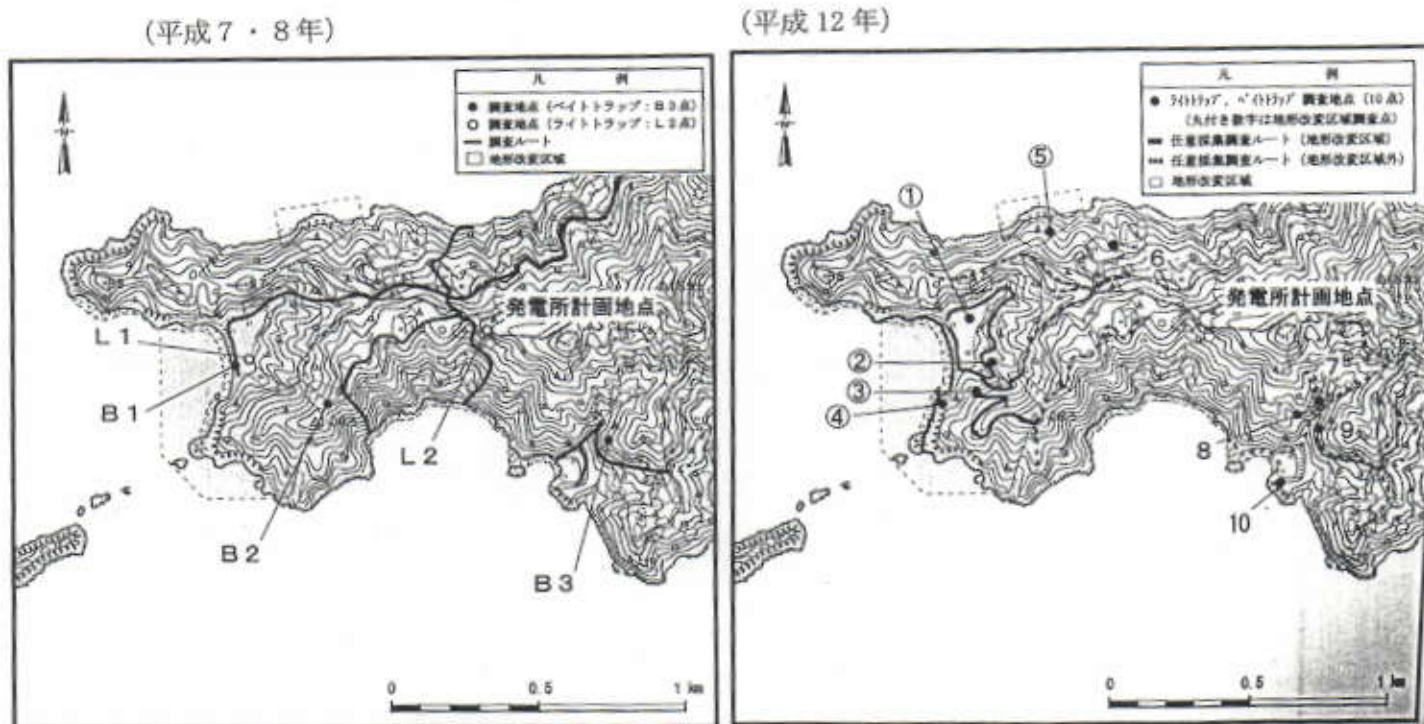 (平成7・8年)
凡 例
● 調査地点 (ベイトトラップ:B3点)
○ 調査地点 (ライトトラップ:L2点)
調査ルート
地形改変区域
発電所計画地点
L1
B1
B2
L2
B3
0 0.5 1 km
(平成12年)
凡 例
● ライトトラップ、ベイトトラップ 調査地点 (10点)
(丸付き数字は地形改変区域調査点)
任意採集調査ルート (地形改変区域)
任意採集調査ルート (地形改変区域外)
地形改変区域
⑤
①
6
発電所計画地点
②
7
③
④
8
9
10
0 0.5 1 km